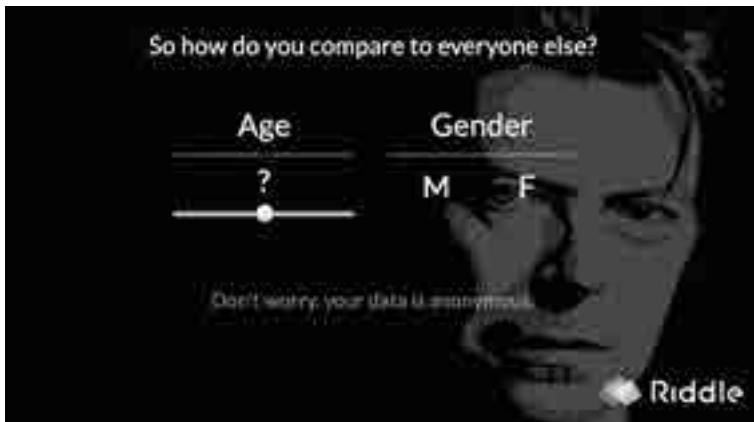 So how do you compare to everyone else?
Age Gender
?
M F
Don't worry, your data is anonymous.
Riddle